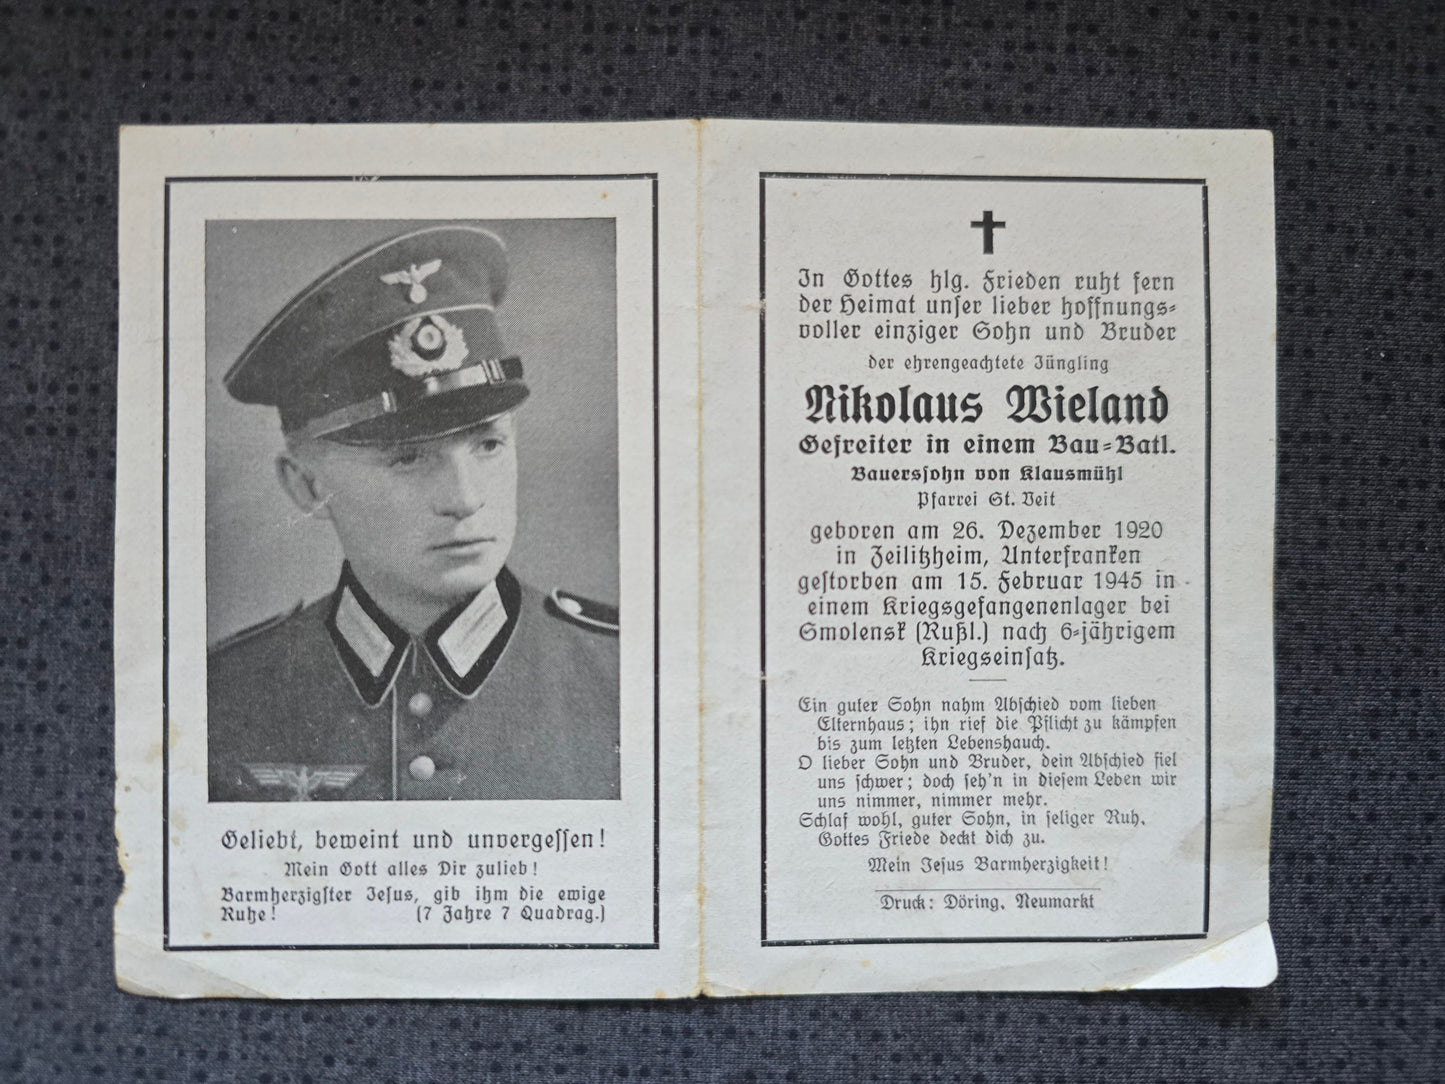 Geliebt, beweint und unvergessen!
Mein Gott alles Dir zulieb!
Barmherzigster Jesus, gib ihm die ewige
Ruhe! (7 Jahre 7 Quadrag.)
In Gottes hlg. Frieden ruht fern
der Heimat unser lieber hoffnungs-
voller einziger Sohn und Bruder
der ehrengeachtete Jüngling
Nikolaus Wieland
Gefreiter in einem Bau-Batl.
Bauerssohn von Klausmühl
Pfarrei St. Veit
geboren am 26. Dezember 1920
in Zeilitzheim, Unterfranken
gestorben am 15. Februar 1945 in
einem Kriegsgefangenenlager bei
Smolensk (Rußl.) nach 6-jährigem
Kriegseinsatz.
Ein guter Sohn nahm Abschied vom lieben
Elternhaus; ihn rief die Pflicht zu kämpfen
bis zum letzten Lebenshauch.
O lieber Sohn und Bruder, dein Abschied fiel
uns schwer; doch seh'n in diesem Leben wir
uns nimmer, nimmer mehr.
Schlaf wohl, guter Sohn, in seliger Ruh,
Gottes Friede deckt dich zu.
Mein Jesus Barmherzigkeit!
Druck: Döring, Neumarkt